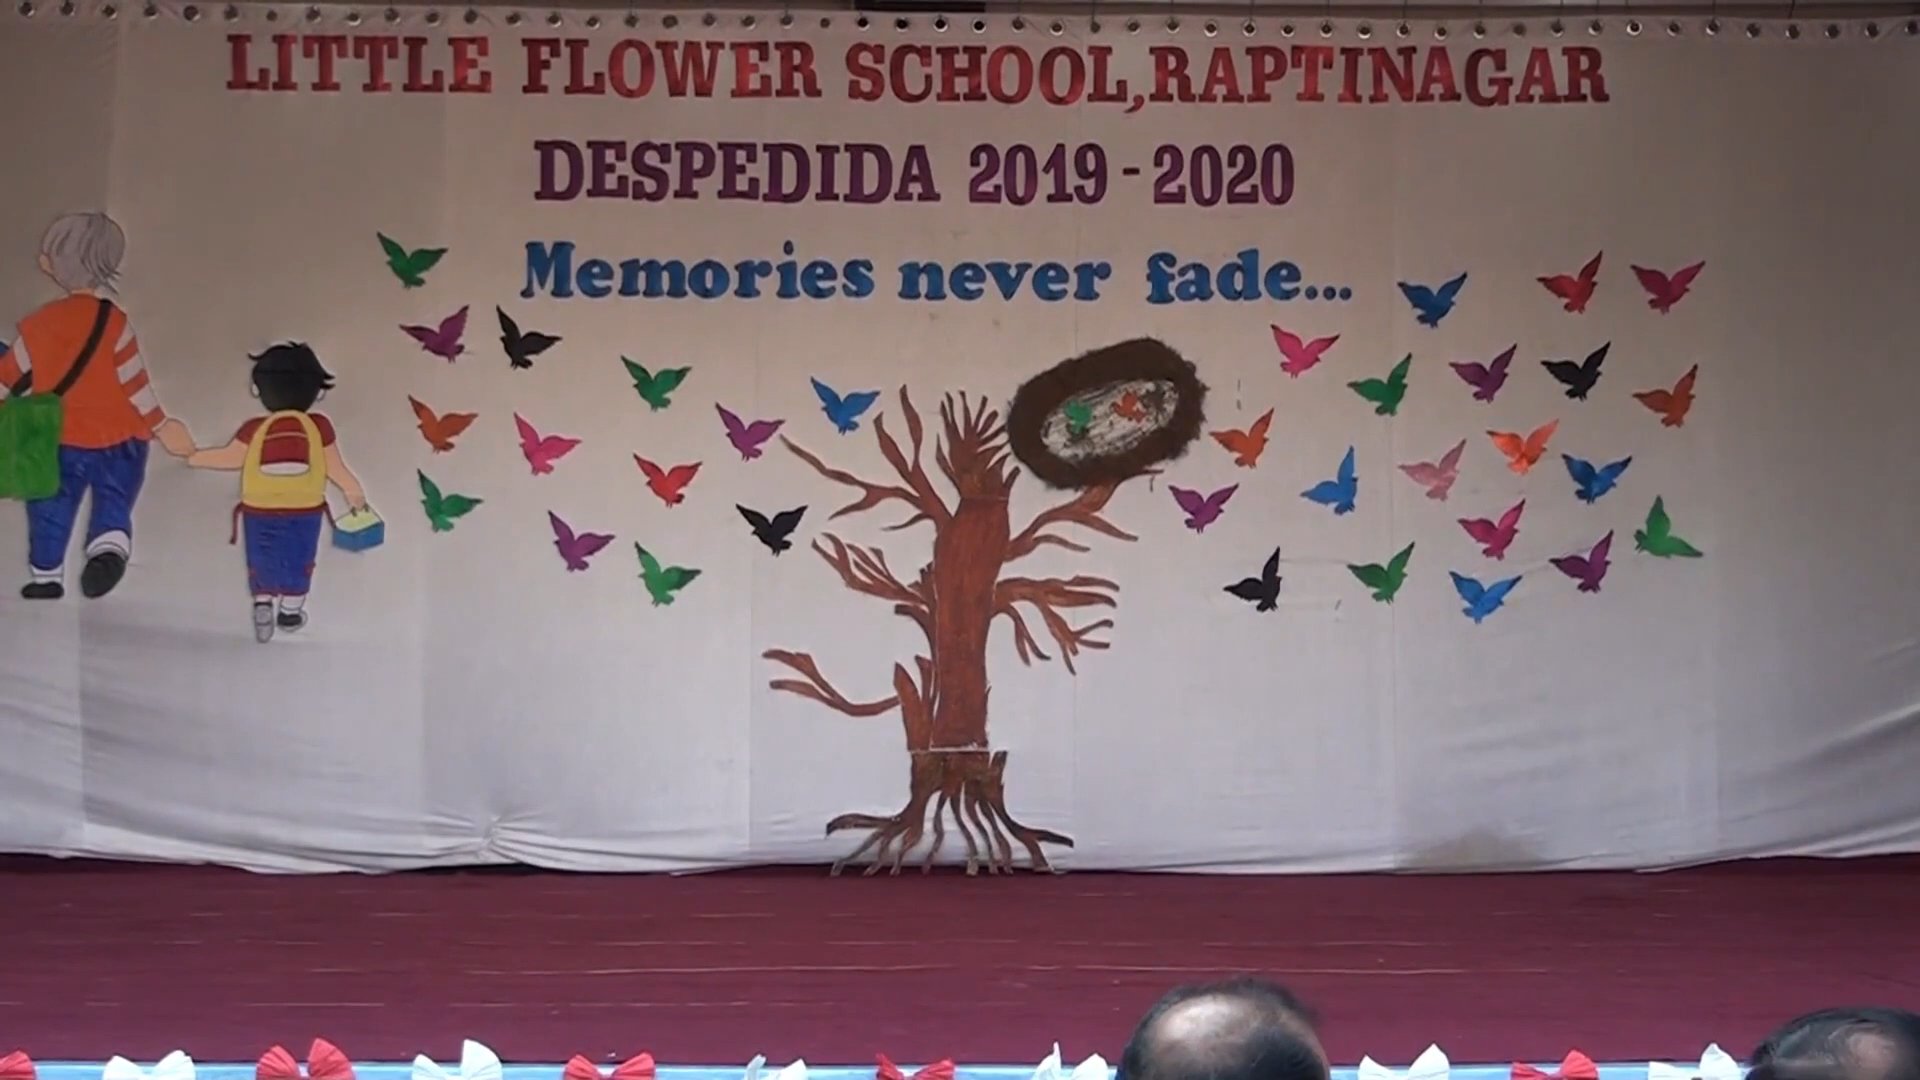 LITTLE FLOWER SCHOOL,RAPTINAGAR
DESPEDIDA 2019-2020
Memories never fade...